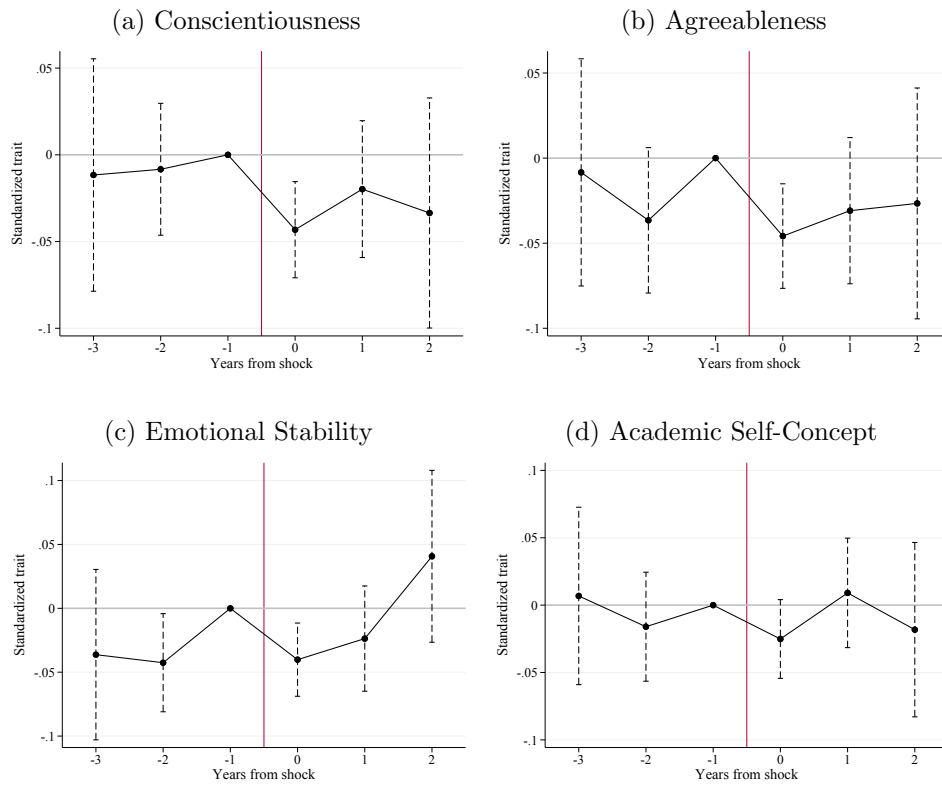 (a) Conscientiousness
.05
0
-.05
-.1
Standardized trait
-3 -2 -1 0 1 2
Years from shock
(b) Agreeableness
.05
0
-.05
-.1
Standardized trait
-3 -2 -1 0 1 2
Years from shock
(c) Emotional Stability
.1
.05
0
-.05
-.1
Standardized trait
-3 -2 -1 0 1 2
Years from shock
(d) Academic Self-Concept
.1
.05
0
-.05
-.1
Standardized trait
-3 -2 -1 0 1 2
Years from shock